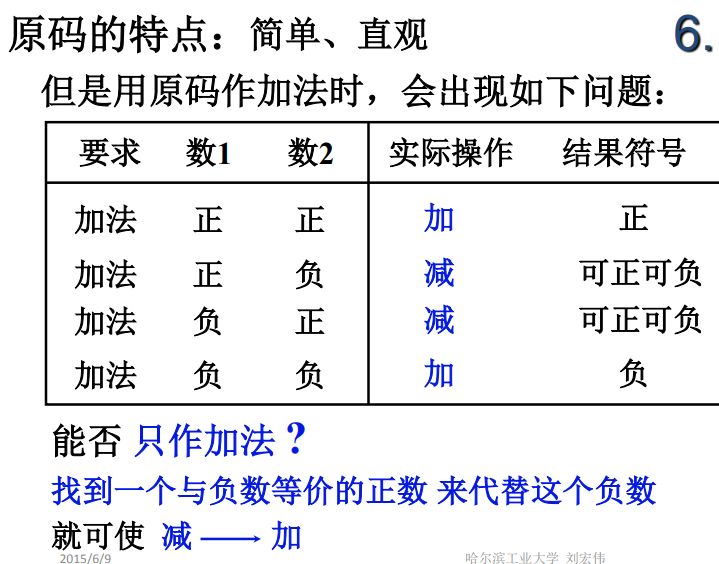 原码的特点：简单、直观 6.
但是用原码作加法时，会出现如下问题：
要求 数1 数2 实际操作 结果符号
加法 正 正 加 正
加法 正 负 减 可正可负
加法 负 正 减 可正可负
加法 负 负 加 负
能否 只作加法？
找到一个与负数等价的正数 来代替这个负数
就可使 减 → 加
2015/6/9 哈尔滨工业大学 刘宏伟